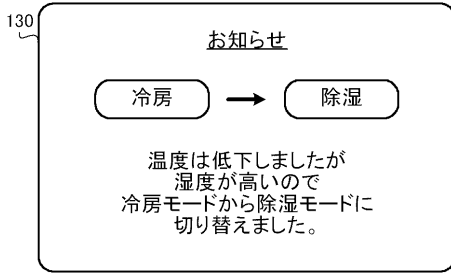 130
お知らせ
冷房 → 除湿
温度は低下しましたが
湿度が高いので
冷房モードから除湿モードに
切り替えました。